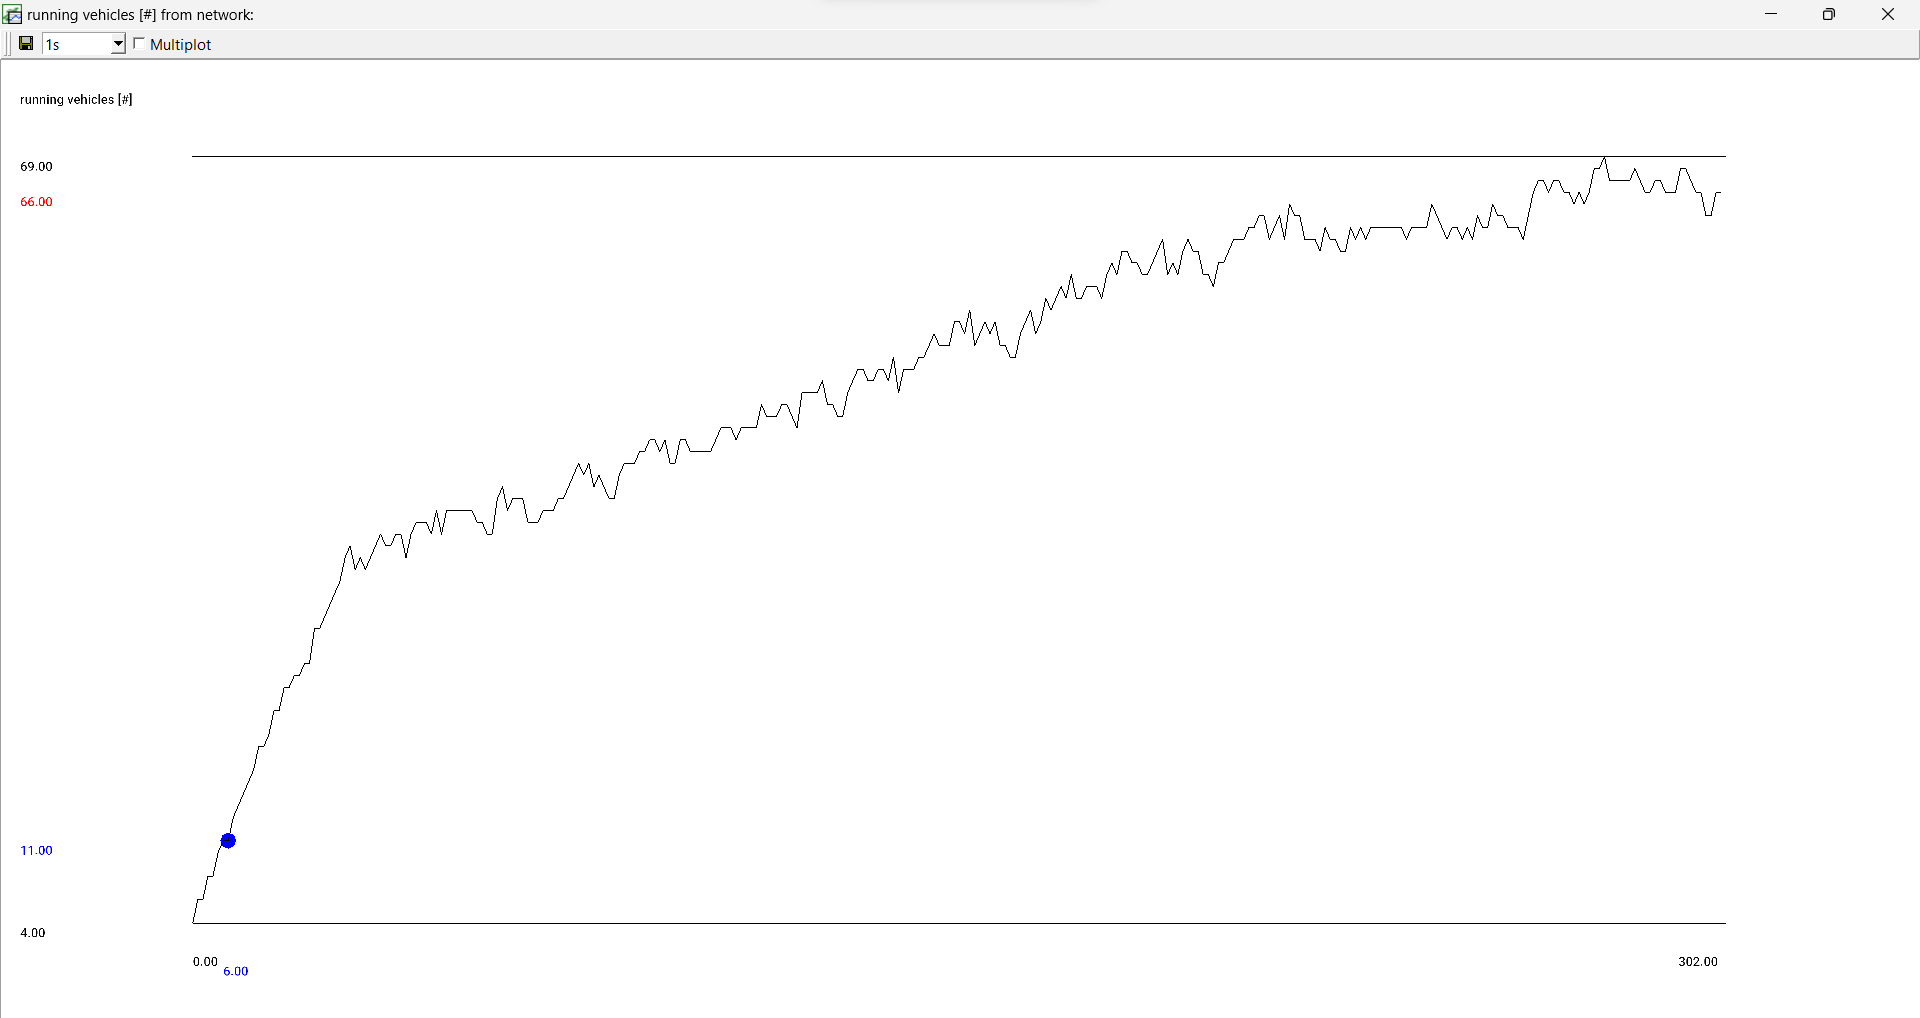 running vehicles [#] from network:
1s Multiplot
running vehicles [#]
69.00
66.00
11.00
4.00
0.00 302.00
6.00